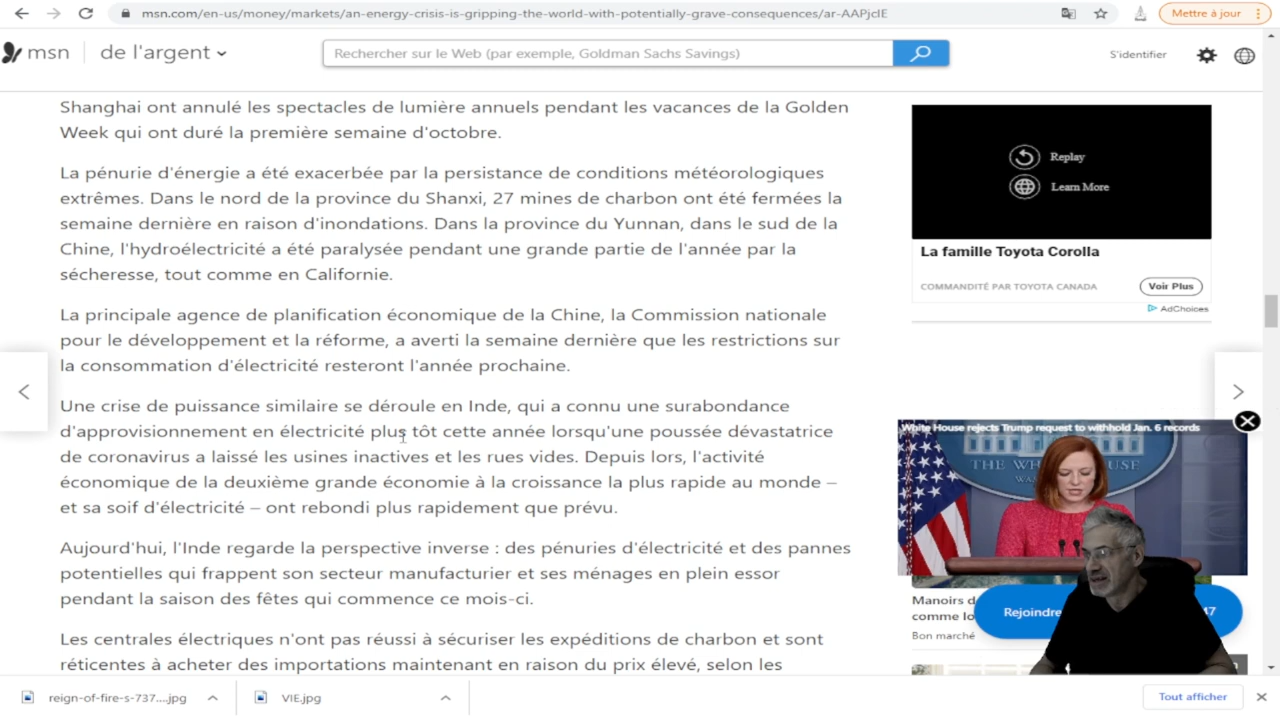 msn.com/en-us/money/markets/an-energy-crisis-is-gripping-the-world-with-potentially-grave-consequences/ar-AAPjcIE
Mettre à jour
msn
de l'argent
Rechercher sur le Web (par exemple, Goldman Sachs Savings)
S'identifier
Shanghai ont annulé les spectacles de lumière annuels pendant les vacances de la Golden
Week qui ont duré la première semaine d'octobre.
La pénurie d'énergie a été exacerbée par la persistance de conditions météorologiques
extrêmes. Dans le nord de la province du Shanxi, 27 mines de charbon ont été fermées la
semaine dernière en raison d'inondations. Dans la province du Yunnan, dans le sud de la
Chine, l'hydroélectricité a été paralysée pendant une grande partie de l'année par la
sécheresse, tout comme en Californie.
La principale agence de planification économique de la Chine, la Commission nationale
pour le développement et la réforme, a averti la semaine dernière que les restrictions sur
la consommation d'électricité resteront l'année prochaine.
Une crise de puissance similaire se déroule en Inde, qui a connu une surabondance
d'approvisionnement en électricité plus tôt cette année lorsqu'une poussée dévastatrice
de coronavirus a laissé les usines inactives et les rues vides. Depuis lors, l'activité
économique de la deuxième grande économie à la croissance la plus rapide au monde –
et sa soif d'électricité – ont rebondi plus rapidement que prévu.
Aujourd'hui, l'Inde regarde la perspective inverse : des pénuries d'électricité et des pannes
potentielles qui frappent son secteur manufacturier et ses ménages en plein essor
pendant la saison des fêtes qui commence ce mois-ci.
Les centrales électriques n'ont pas réussi à sécuriser les expéditions de charbon et sont
réticentes à acheter des importations maintenant en raison du prix élevé, selon les
Replay
Learn More
La famille Toyota Corolla
COMMANDITÉ PAR TOYOTA CANADA
Voir Plus
AdChoices
White House rejects Trump request to withhold Jan. 6 records
THE WH
Manoirs d
comme lo
Bon marché
Rejoindre
47
reign-of-fire-s-737....jpg
VIE.jpg
Tout afficher